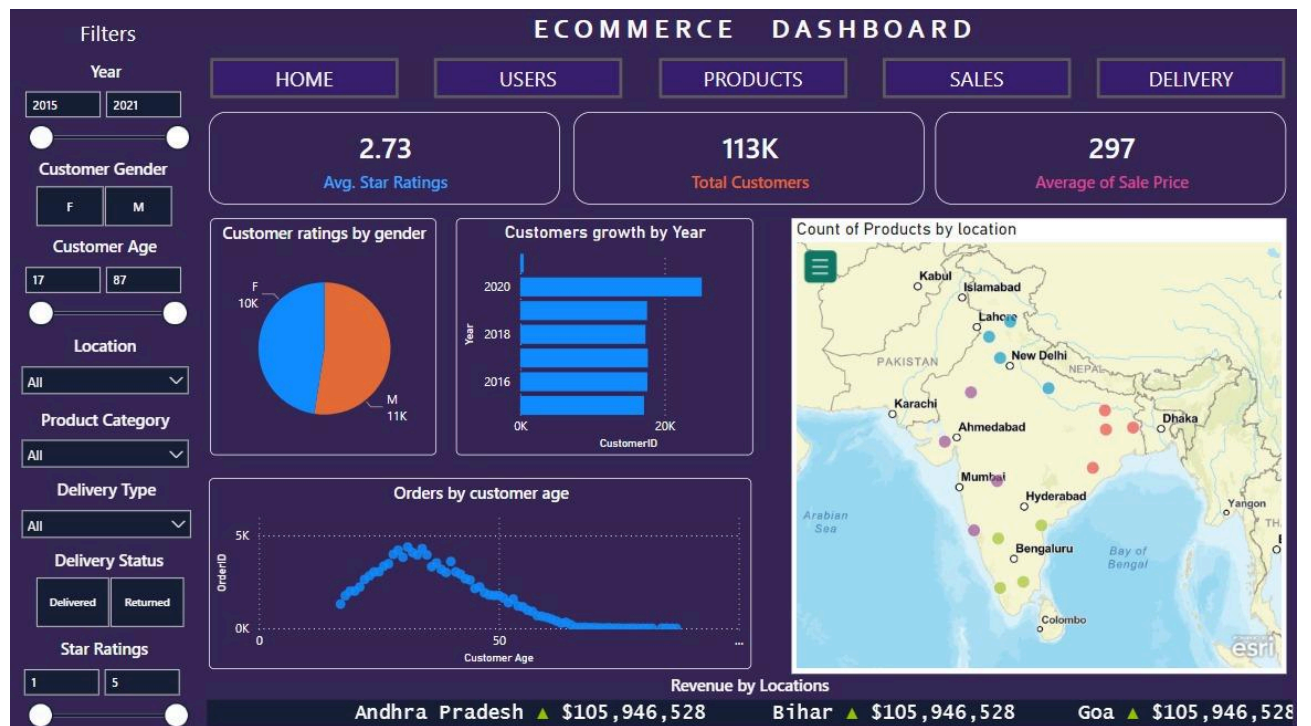 Filters
Year
2015
2021
Customer Gender
F
M
Customer Age
17
87
Location
All
Product Category
All
Delivery Type
All
Delivery Status
Delivered
Returned
Star Ratings
1
5
ECOMMERCE DASHBOARD
HOME
USERS
PRODUCTS
SALES
DELIVERY
2.73
Avg. Star Ratings
113K
Total Customers
297
Average of Sale Price
Customer ratings by gender
F
10K
M
11K
Customers growth by Year
Year
2020
2018
2016
0K
20K
CustomerID
Orders by customer age
OrderID
5K
0K
0
50
...
Customer Age
Count of Products by location
Kabul
Islamabad
Lahore
PAKISTAN
New Delhi
NEPAL
Karachi
Ahmedabad
Dhaka
Mumbai
Hyderabad
Yangon
Arabian
Sea
TH
Bengaluru
Bay of
Bengal
Colombo
esri
Revenue by Locations
Andhra Pradesh ▲ $105,946,528 Bihar ▲ $105,946,528 Goa ▲ $105,946,528